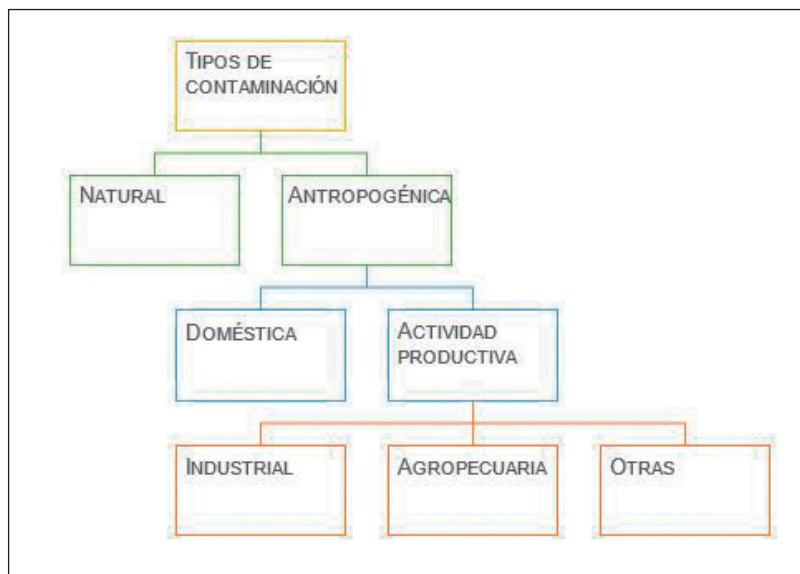 TIPOS DE
CONTAMINACIÓN
NATURAL
ANTROPOGÉNICA
DOMÉSTICA
ACTIVIDAD
PRODUCTIVA
INDUSTRIAL
AGROPECUARIA
OTRAS